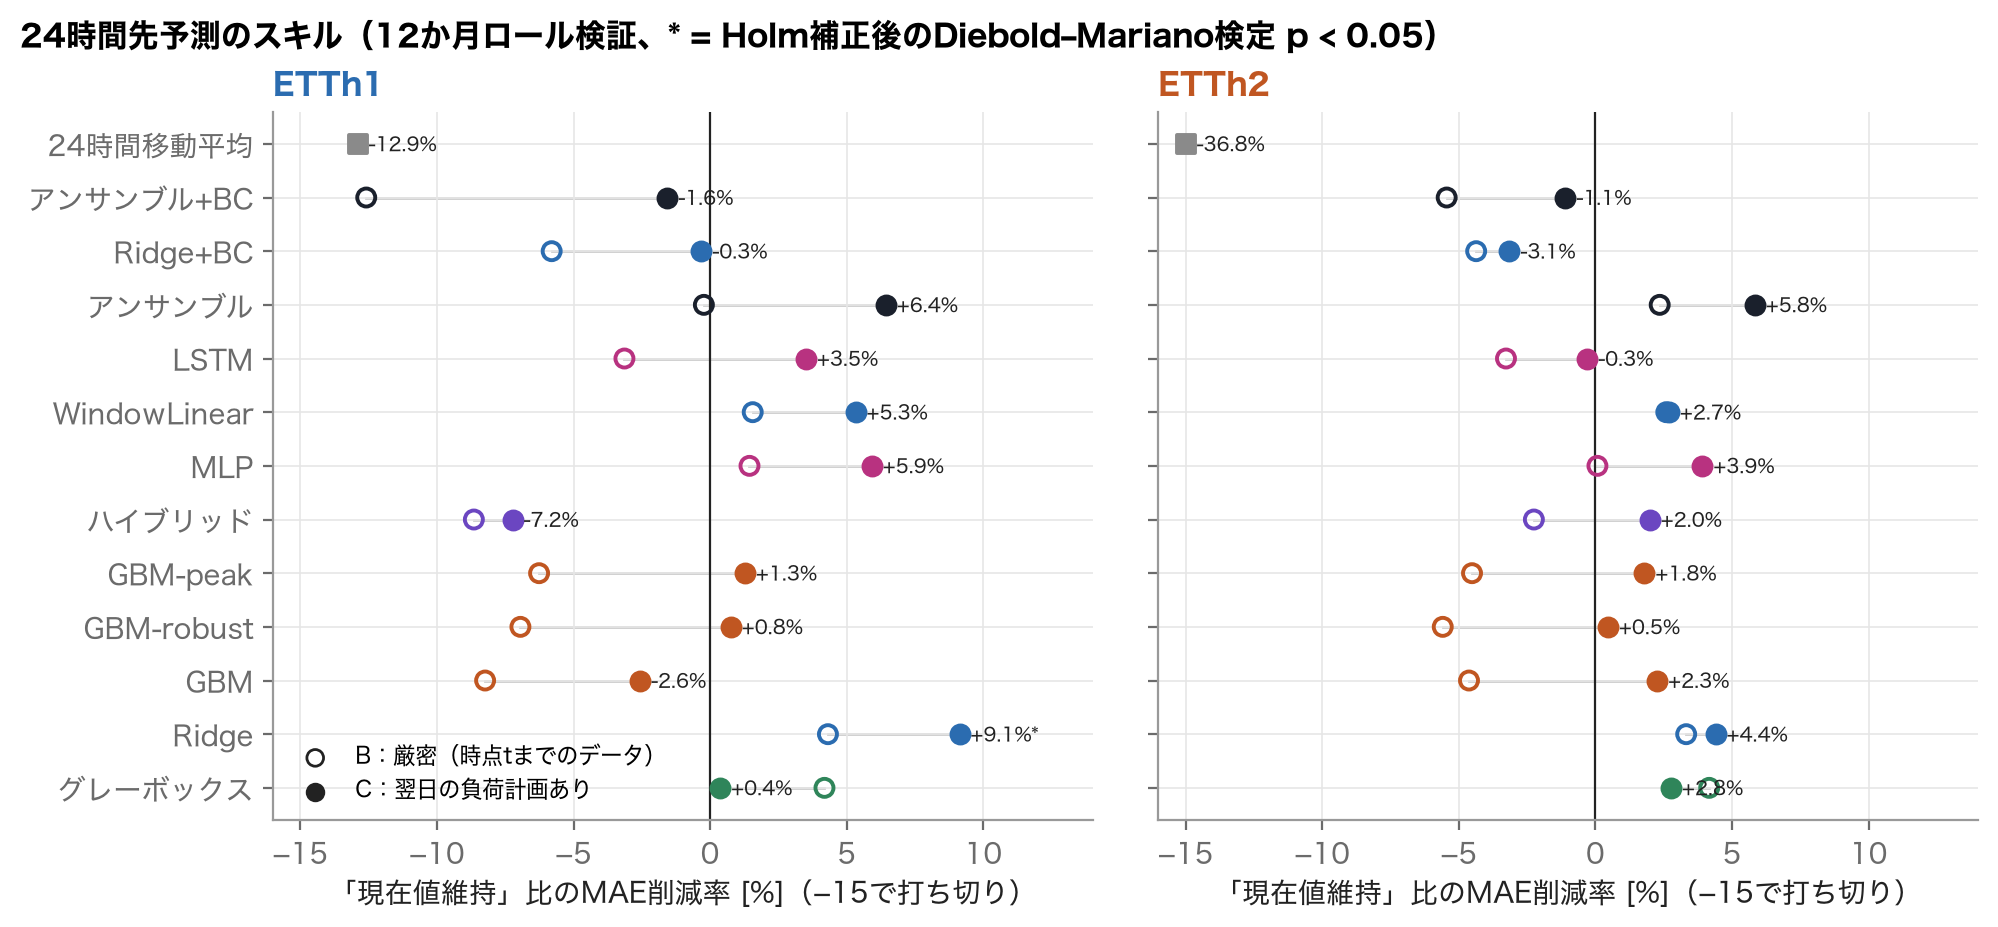 24時間先予測のスキル（12か月ロール検証、* = Holm補正後のDiebold–Mariano検定 p < 0.05）
ETTh1
ETTh2
24時間移動平均
-12.9%
-36.8%
アンサンブル+BC
-1.6%
-1.1%
Ridge+BC
-0.3%
-3.1%
アンサンブル
+6.4%
+5.8%
LSTM
+3.5%
-0.3%
WindowLinear
+5.3%
+2.7%
MLP
+5.9%
+3.9%
ハイブリッド
-7.2%
+2.0%
GBM-peak
+1.3%
+1.8%
GBM-robust
+0.8%
+0.5%
GBM
-2.6%
+2.3%
Ridge
+9.1%*
+4.4%
B：厳密（時点tまでのデータ）
C：翌日の負荷計画あり
グレーボックス
+0.4%
+2.8%
−15 −10 −5 0 5 10
−15 −10 −5 0 5 10
「現在値維持」比のMAE削減率 [%]（−15で打ち切り）
「現在値維持」比のMAE削減率 [%]（−15で打ち切り）